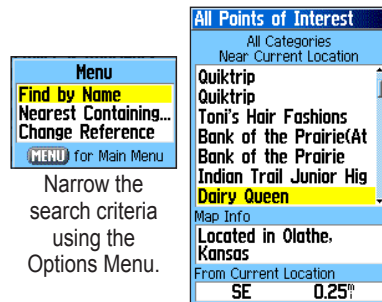 Menu
Find by Name
Nearest Containing...
Change Reference
MENU for Main Menu
Narrow the
search criteria
using the
Options Menu.
All Points of Interest
All Categories
Near Current Location
Quiktrip
Quiktrip
Toni's Hair Fashions
Bank of the Prairie(At
Bank of the Prairie
Indian Trail Junior Hig
Dairy Queen
Map Info
Located in Olathe,
Kansas
From Current Location
SE 0.25m